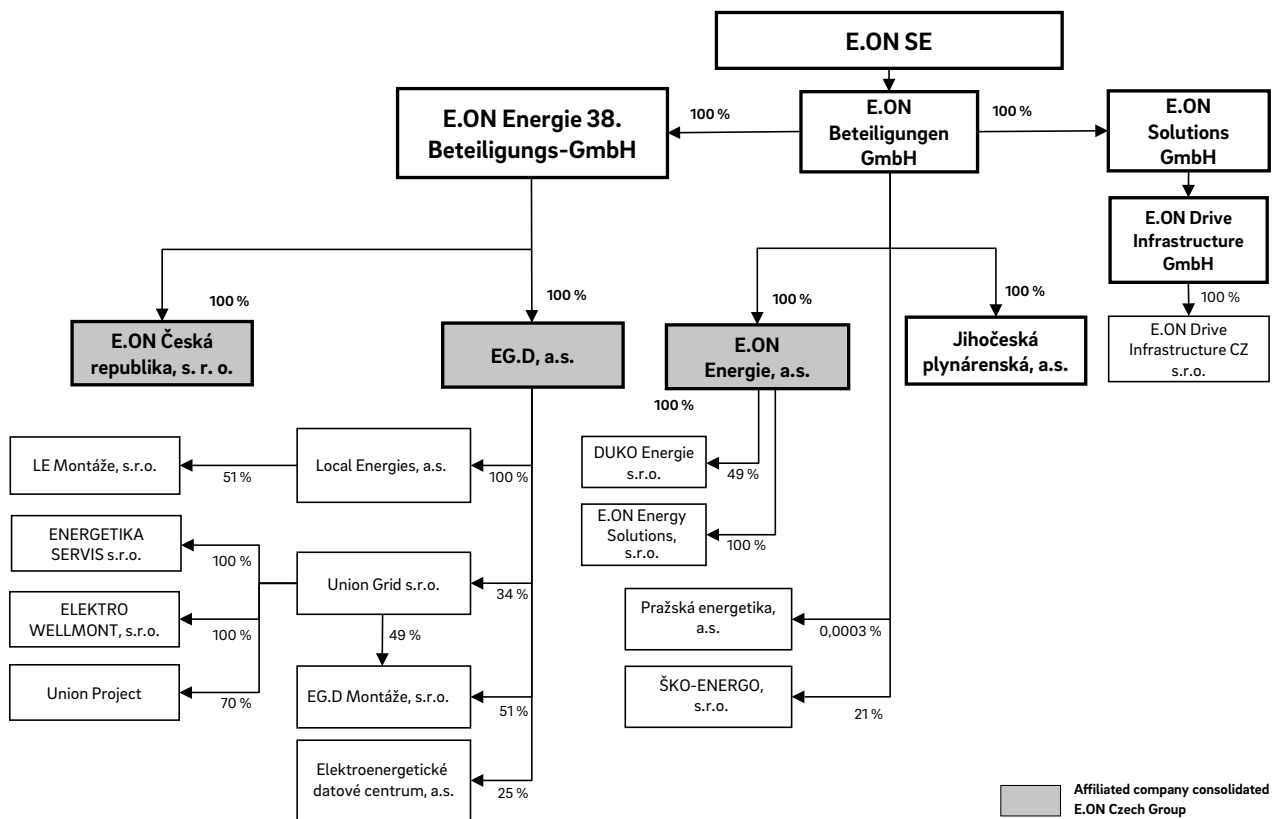 E.ON SE
E.ON Energie 38.
Beteiligungs-GmbH
100 %
E.ON
Beteiligungen
GmbH
100 %
E.ON
Solutions
GmbH
E.ON Drive
Infrastructure
GmbH
100 %
E.ON Drive
Infrastructure CZ
s.r.o.
100 %
E.ON Česká
republika, s. r. o.
100 %
EG.D, a.s.
100 %
E.ON
Energie, a.s.
100 %
100 %
Jihočeská
plynárenská, a.s.
LE Montáže, s.r.o.
51 %
Local Energies, a.s.
100 %
DUKO Energie
s.r.o.
49 %
ENERGETIKA
SERVIS s.r.o.
100 %
E.ON Energy
Solutions,
s.r.o.
100 %
Union Grid s.r.o.
34 %
ELEKTRO
WELLMONT, s.r.o.
100 %
49 %
Pražská energetika,
a.s.
0,0003 %
Union Project
70 %
EG.D Montáže, s.r.o.
51 %
ŠKO-ENERGO,
s.r.o.
21 %
Elektroenergetické
datové centrum, a.s.
25 %
Affiliated company consolidated
E.ON Czech Group